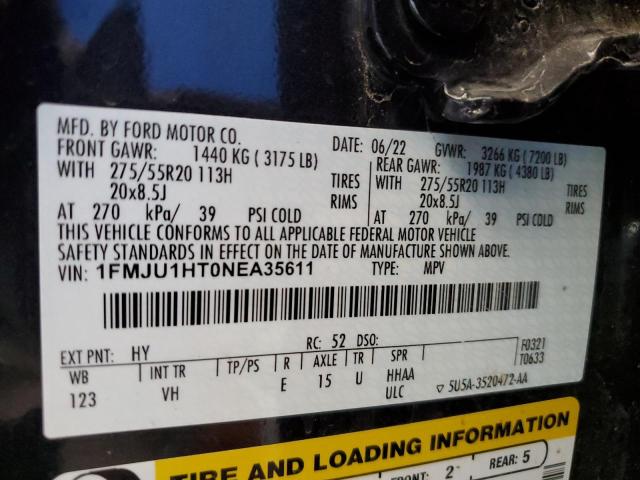 MFD. BY FORD MOTOR CO.
DATE: 06/22 GVWR: 3266 KG ( 7200 LB)
FRONT GAWR: 1440 KG ( 3175 LB) REAR GAWR: 1987 KG ( 4380 LB)
WITH 275/55R20 113H TIRES WITH 275/55R20 113H TIRES
20x8.5J RIMS 20x8.5J RIMS
AT 270 kPa/ 39 PSI COLD AT 270 kPa/ 39 PSI COLD
THIS VEHICLE CONFORMS TO ALL APPLICABLE FEDERAL MOTOR VEHICLE
SAFETY STANDARDS IN EFFECT ON THE DATE OF MANUFACTURE SHOWN ABOVE.
VIN: 1FMJU1HT0NEA35611 TYPE: MPV
EXT PNT: HY RC: 52 DSO: F0321
T0633
WB INT TR TP/PS R AXLE TR SPR
123 VH E 15 U HHAA
ULC
5U5A-3520472-AA
TIRE AND LOADING INFORMATION
FRONT: 2 REAR: 5